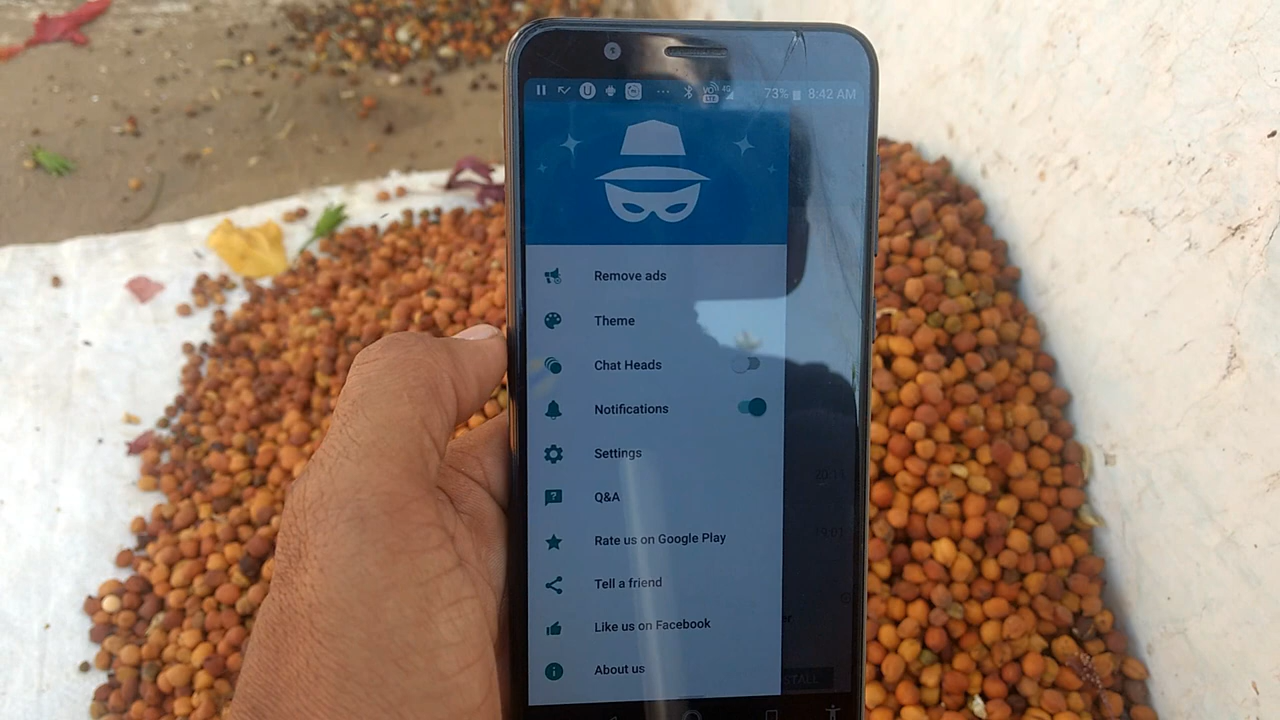 73% 8:42 AM
Remove ads
Theme
Chat Heads
Notifications
Settings
Q&A
Rate us on Google Play
Tell a friend
Like us on Facebook
About us